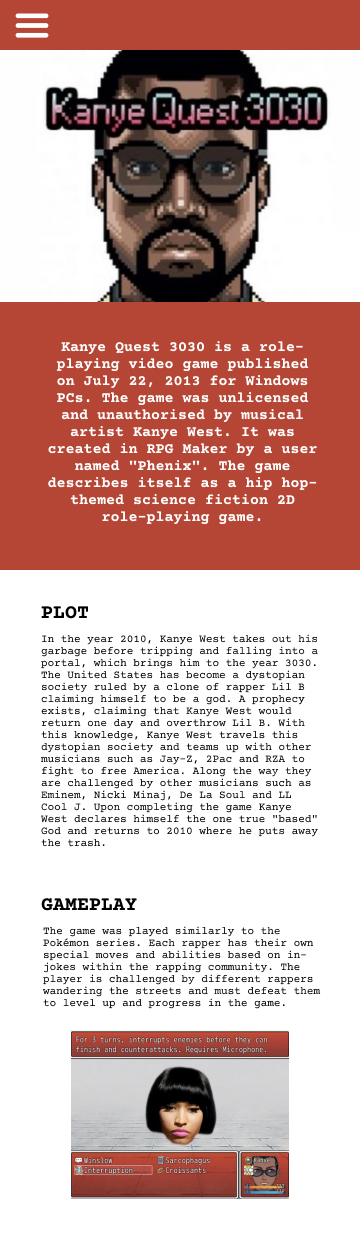 Kanye Quest 3030
Kanye Quest 3030 is a role-
playing video game published
on July 22, 2013 for Windows
PCs. The game was unlicensed
and unauthorised by musical
artist Kanye West. It was
created in RPG Maker by a user
named "Phenix". The game
describes itself as a hip hop-
themed science fiction 2D
role-playing game.
PLOT
In the year 2010, Kanye West takes out his
garbage before tripping and falling into a
portal, which brings him to the year 3030.
The United States has become a dystopian
society ruled by a clone of rapper Lil B
claiming himself to be a god. A prophecy
exists, claiming that Kanye West would
return one day and overthrow Lil B. With
this knowledge, Kanye West travels this
dystopian society and teams up with other
musicians such as Jay-Z, 2Pac and RZA to
fight to free America. Along the way they
are challenged by other musicians such as
Eminem, Nicki Minaj, De La Soul and LL
Cool J. Upon completing the game Kanye
West declares himself the one true "based"
God and returns to 2010 where he puts away
the trash.
GAMEPLAY
The game was played similarly to the
Pokémon series. Each rapper has their own
special moves and abilities based on in-
jokes within the rapping community. The
player is challenged by different rappers
wandering the streets and must defeat them
to level up and progress in the game.
For 3 turns, interrupts enemies before they can
finish and counterattacks. Requires Microphone.
Winslow
Sarcophagus
Interruption
Croissants